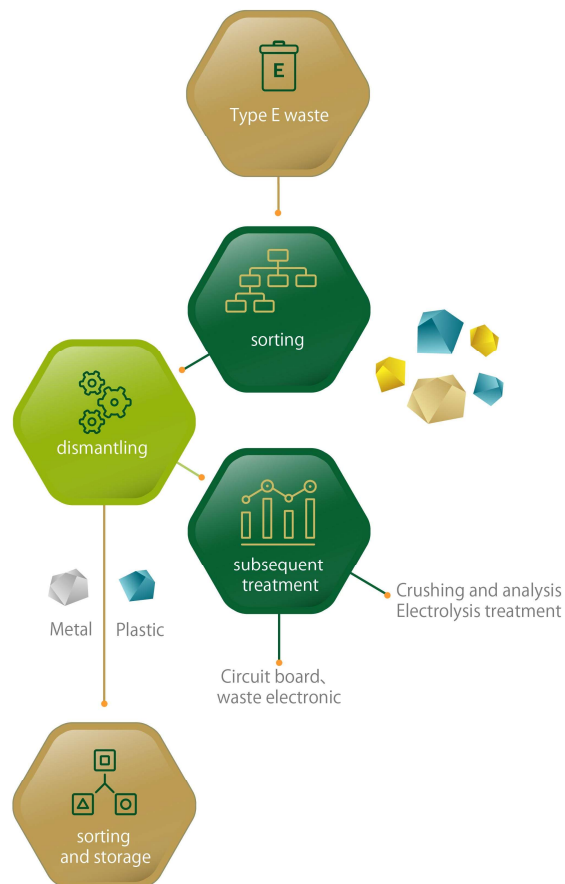 E
Type E waste
sorting
dismantling
subsequent
treatment
Crushing and analysis
Electrolysis treatment
Metal
Plastic
Circuit board、
waste electronic
sorting
and storage